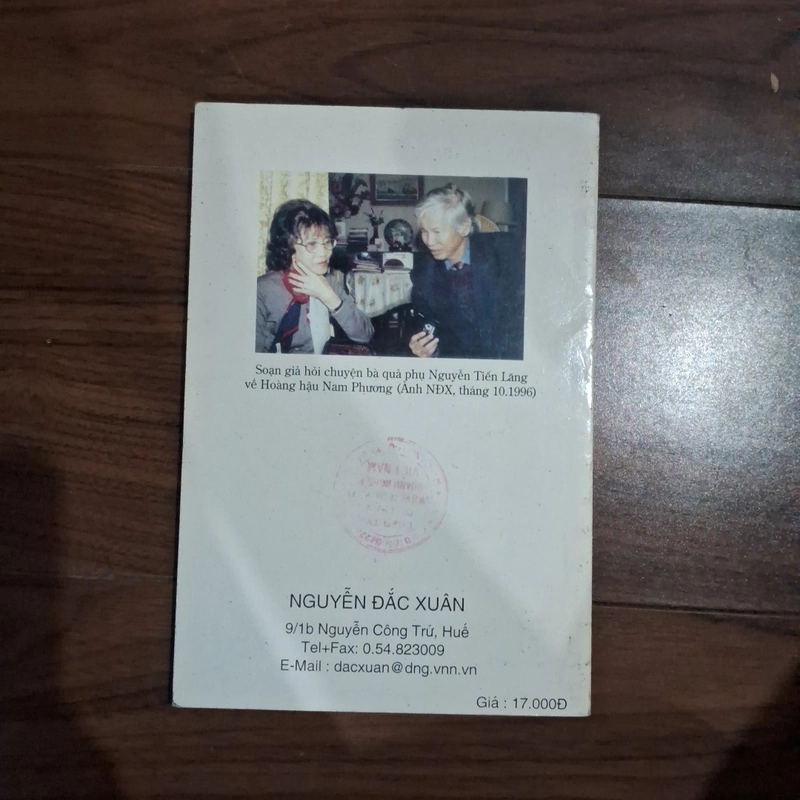 Soạn giả hỏi chuyện bà quả phụ Nguyễn Tiến Lãng
về Hoàng hậu Nam Phương (Ảnh NĐX, tháng 10.1996)
NGUYỄN ĐẮC XUÂN
9/1b Nguyễn Công Trứ, Huế
Tel+Fax: 0.54.823009
E-Mail : dacxuan@dng.vnn.vn
Giá : 17.000Đ